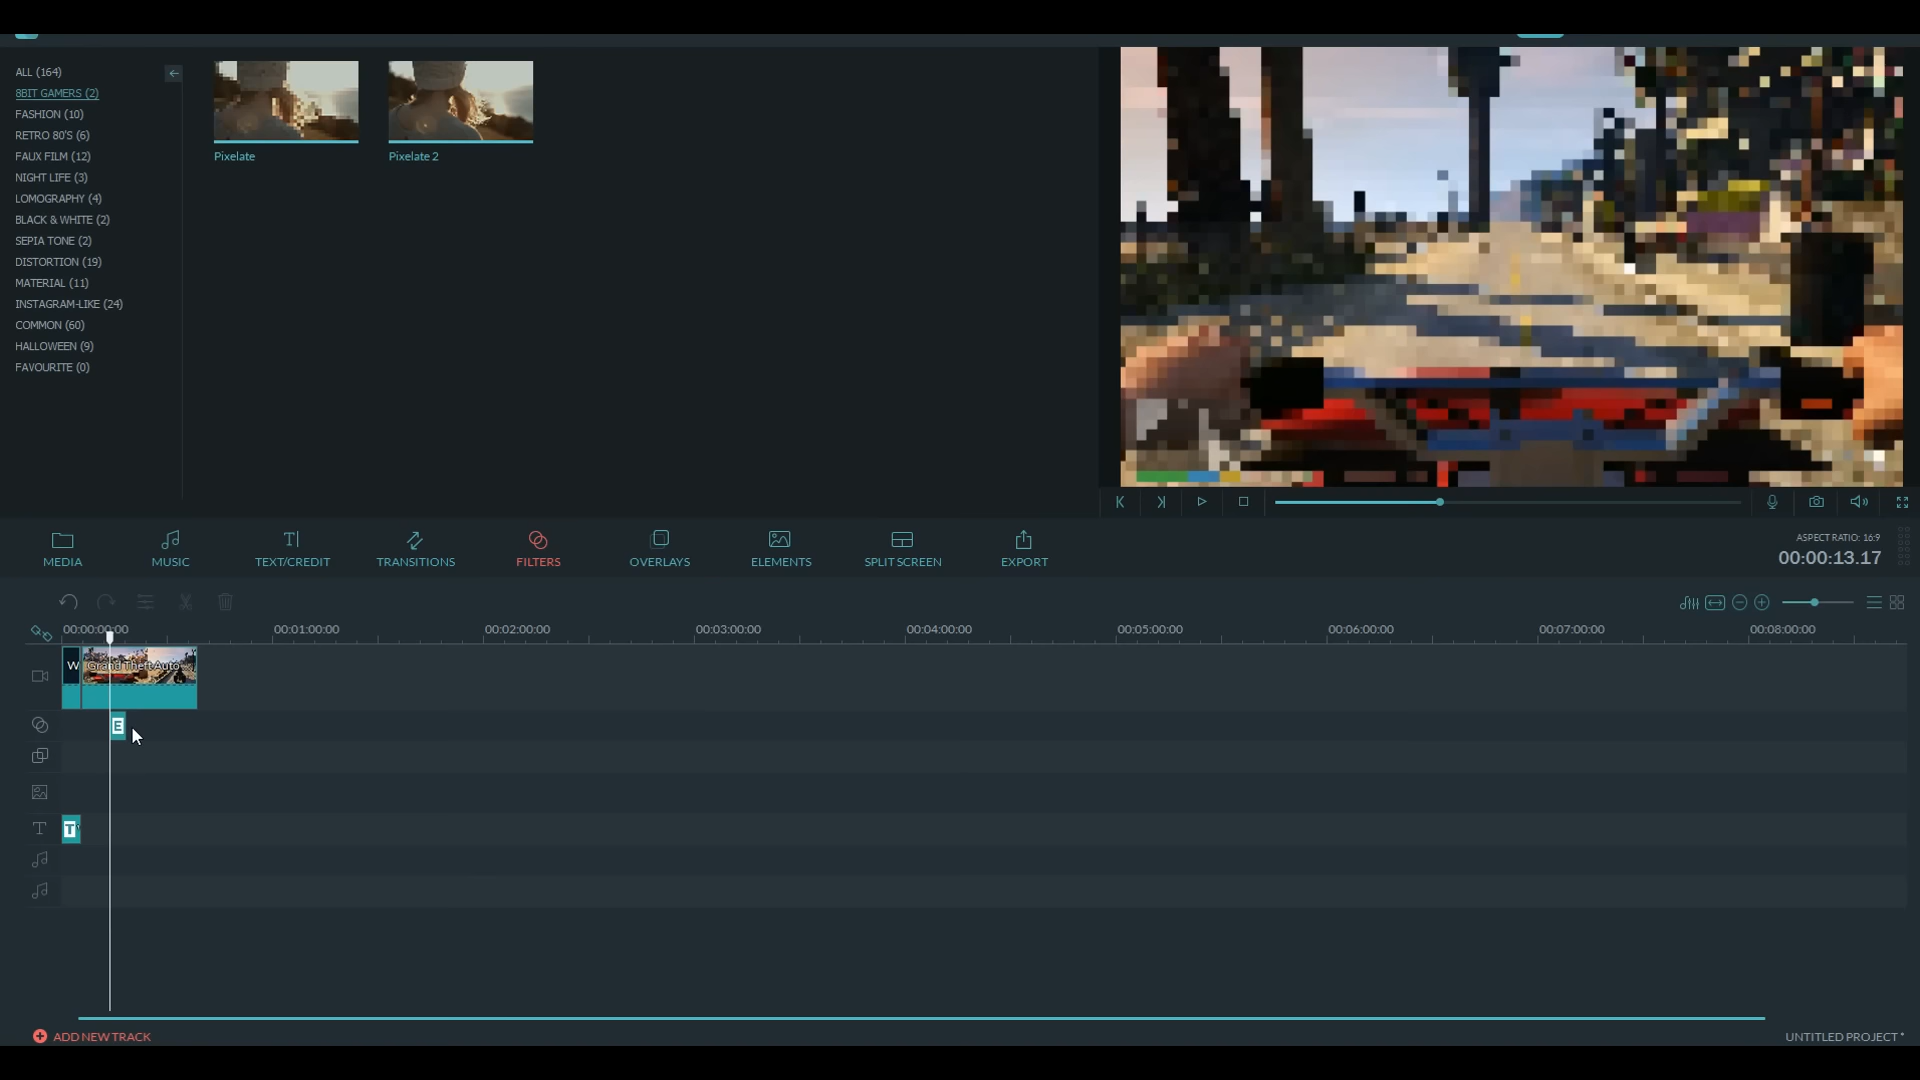 ALL (164)
8BIT GAMERS (2)
FASHION (10)
RETRO 80'S (6)
FAUX FILM (12)
NIGHT LIFE (3)
LOMOGRAPHY (4)
BLACK & WHITE (2)
SEPIA TONE (2)
DISTORTION (19)
MATERIAL (11)
INSTAGRAM-LIKE (24)
COMMON (60)
HALLOWEEN (9)
FAVOURITE (0)
Pixelate
Pixelate 2
MEDIA
MUSIC
TEXT/CREDIT
TRANSITIONS
FILTERS
OVERLAYS
ELEMENTS
SPLIT SCREEN
EXPORT
ASPECT RATIO: 16:9
00:00:13.17
00:00:00:00
00:01:00:00
00:02:00:00
00:03:00:00
00:04:00:00
00:05:00:00
00:06:00:00
00:07:00:00
00:08:00:00
W
Grand Theft Auto
E
T
ADD NEW TRACK
UNTITLED PROJECT *